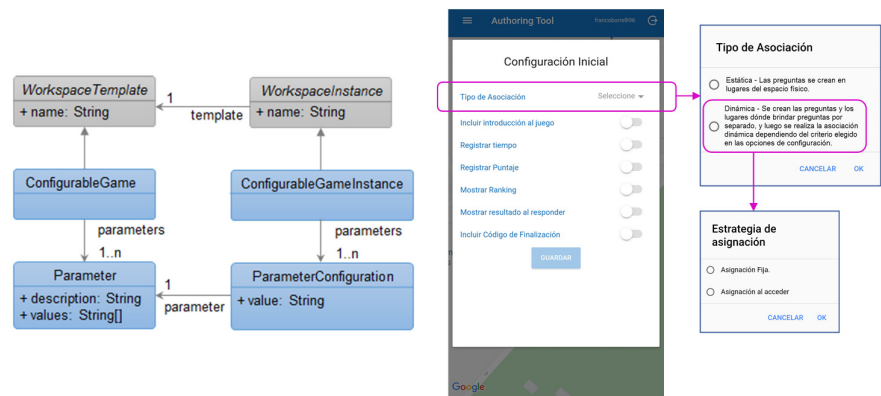 WorkspaceTemplate
+ name: String
1
template
WorkspaceInstance
+ name: String
ConfigurableGame
ConfigurableGameInstance
parameters
1..n
parameters
1..n
Parameter
+ description: String
+ values: String[]
1
parameter
ParameterConfiguration
+ value: String
Authoring Tool
Configuración Inicial
Tipo de Asociación
Seleccione
Incluir introducción al juego
Registrar tiempo
Registrar Puntaje
Mostrar Ranking
Mostrar resultado al responder
Incluir Código de Finalización
GUARDAR
Google
Tipo de Asociación
Estática - Las preguntas se crean en
lugares del espacio físico.
Dinámica - Se crean las preguntas y los
lugares dónde brindar preguntas por
separado, y luego se realiza la asociación
dinámica dependiendo del criterio elegido
en las opciones de configuración.
CANCELAR OK
Estrategia de
asignación
Asignación Fija.
Asignación al acceder
CANCELAR OK